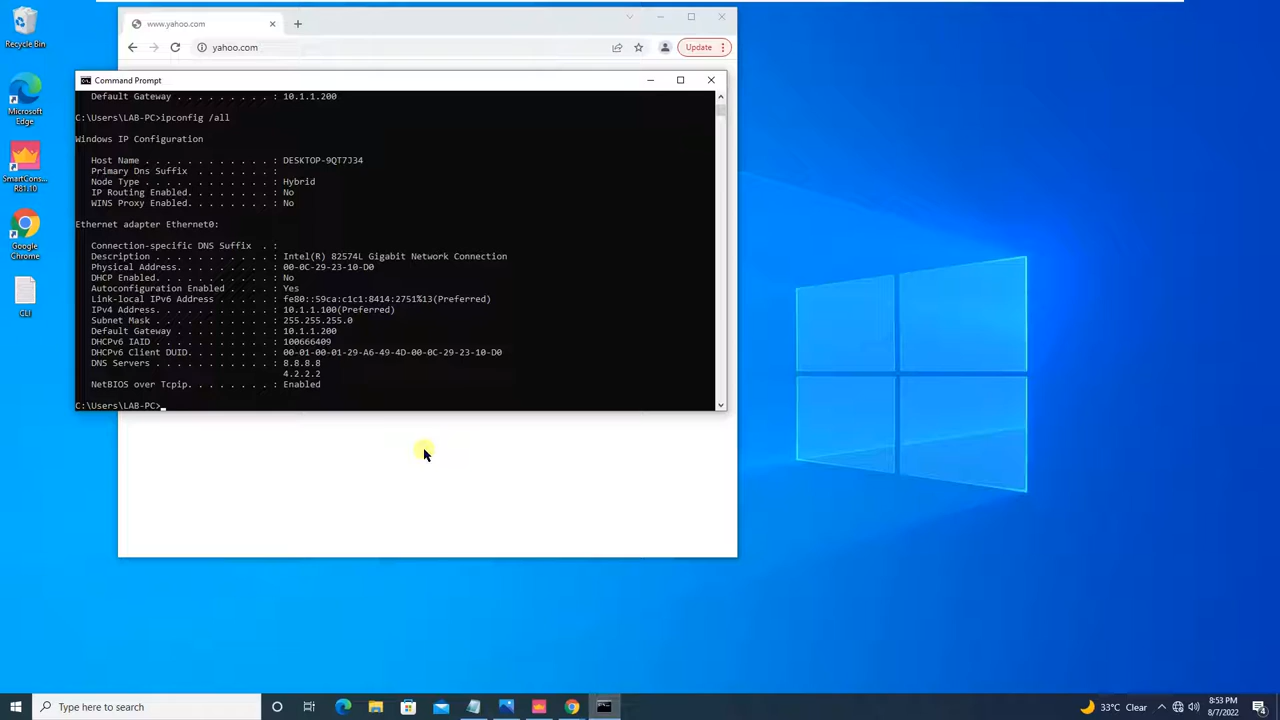 Recycle Bin
Microsoft
Edge
SmartCons...
R81.10
Google
Chrome
CLI
www.yahoo.com
yahoo.com
Update
Command Prompt
Default Gateway . . . . . . . . . : 10.1.1.200
C:\Users\LAB-PC>ipconfig /all
Windows IP Configuration
Host Name . . . . . . . . . . . . : DESKTOP-9QT7J34
Primary Dns Suffix . . . . . . . :
Node Type . . . . . . . . . . . . : Hybrid
IP Routing Enabled. . . . . . . . : No
WINS Proxy Enabled. . . . . . . . : No
Ethernet adapter Ethernet0:
Connection-specific DNS Suffix . :
Description . . . . . . . . . . . : Intel(R) 82574L Gigabit Network Connection
Physical Address. . . . . . . . . : 00-0C-29-23-10-D0
DHCP Enabled. . . . . . . . . . . : No
Autoconfiguration Enabled . . . . : Yes
Link-local IPv6 Address . . . . . : fe80::59ca:c1c1:8414:2751%13(Preferred)
IPv4 Address. . . . . . . . . . . : 10.1.1.100(Preferred)
Subnet Mask . . . . . . . . . . . : 255.255.255.0
Default Gateway . . . . . . . . . : 10.1.1.200
DHCPv6 IAID . . . . . . . . . . . : 100666409
DHCPv6 Client DUID. . . . . . . . : 00-01-00-01-29-A6-49-4D-00-0C-29-23-10-D0
DNS Servers . . . . . . . . . . . : 8.8.8.8
4.2.2.2
NetBIOS over Tcpip. . . . . . . . : Enabled
C:\Users\LAB-PC>
Type here to search
33°C Clear
8:53 PM
8/7/2022